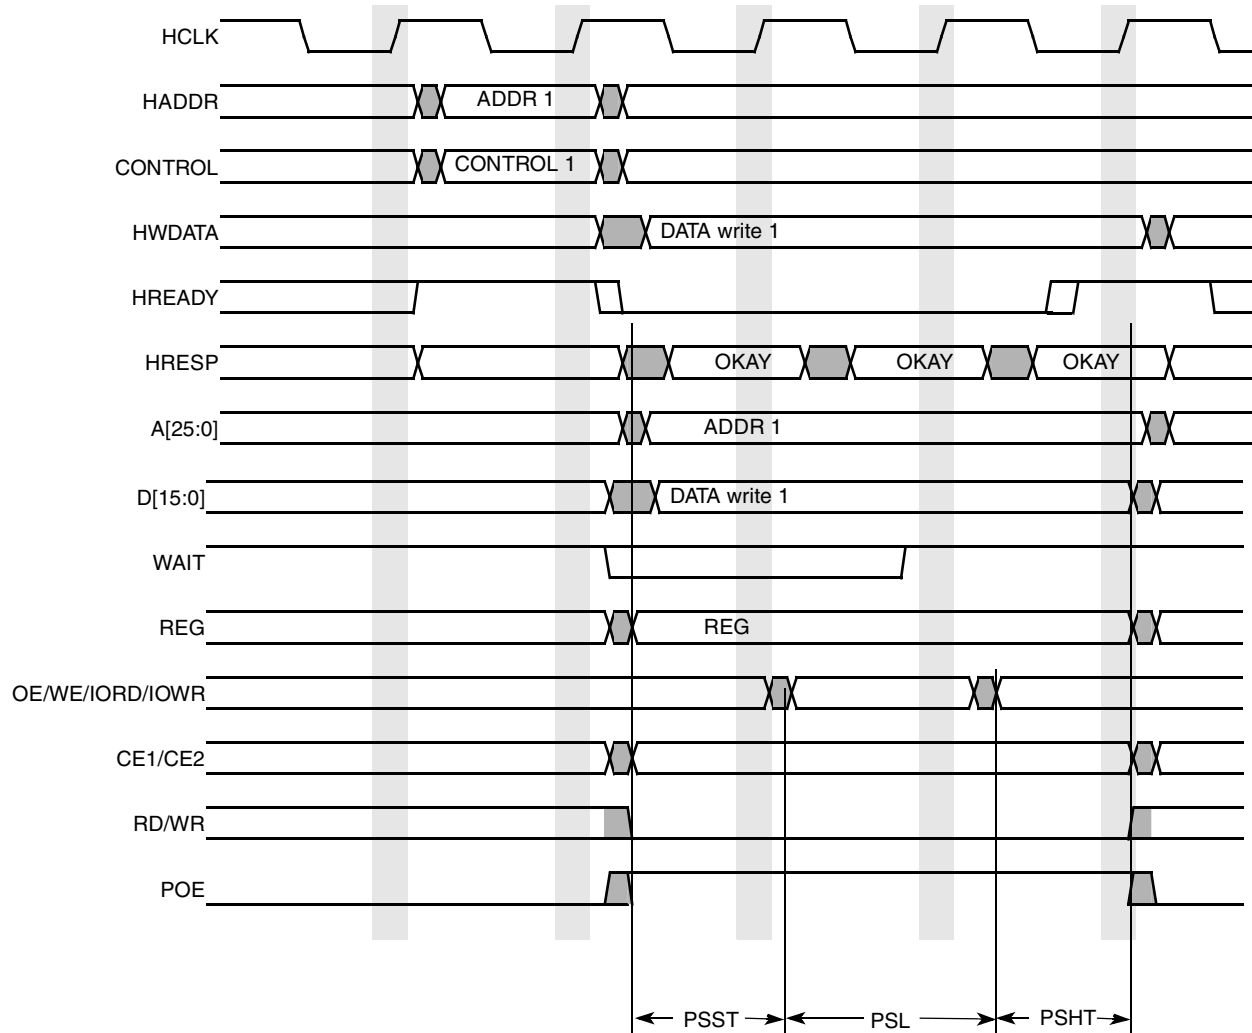 HCLK
HADDR ADDR 1
CONTROL CONTROL 1
HWDATA DATA write 1
HREADY
HRESP OKAY OKAY OKAY
A[25:0] ADDR 1
D[15:0] DATA write 1
WAIT
REG REG
OE/WE/IORD/IOWR
CE1/CE2
RD/WR
POE
PSST PSL PSHT